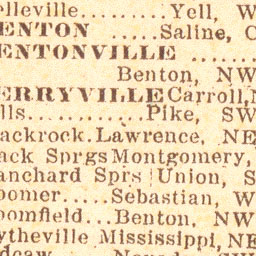 elleville.........Yell, W
ENTON .....Saline, C
ENTONVILLE ......
Benton, NW
ERRYVILLE Carroll, N
lls............Pike, SW
ackrock.Lawrence, NE
ack Sprgs Montgomery,
anchard Sprs Union, S
oomer.....Sebastian, W
oomfield...Benton, NW
ytheville Mississippi, NE